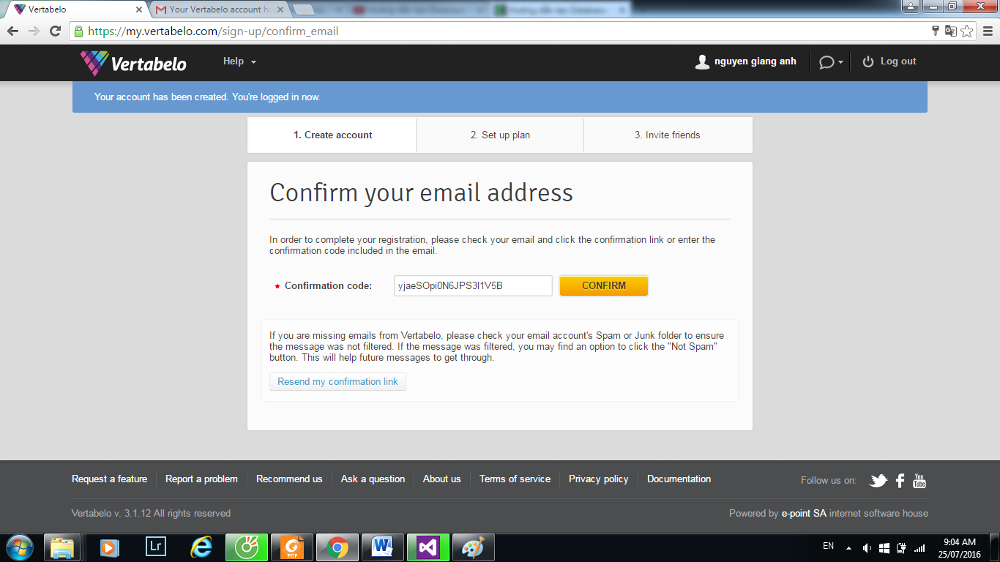 Vertabelo
Your Vertabelo account ha
https://my.vertabelo.com/sign-up/confirm_email
Vertabelo
Help
nguyen giang anh
Log out
Your account has been created. You're logged in now.
1. Create account
2. Set up plan
3. Invite friends
Confirm your email address
In order to complete your registration, please check your email and click the confirmation link or enter the
confirmation code included in the email.
Confirmation code:
yjaeSOpi0N6JPS3I1V5B
CONFIRM
If you are missing emails from Vertabelo, please check your email account's Spam or Junk folder to ensure
the message was not filtered. If the message was filtered, you may find an option to click the "Not Spam"
button. This will help future messages to get through.
Resend my confirmation link
Request a feature
Report a problem
Recommend us
Ask a question
About us
Terms of service
Privacy policy
Documentation
Follow us on:
You
Tube
Vertabelo v. 3.1.12 All rights reserved
Powered by e-point SA internet software house
Lr
PDF
W
EN
9:04 AM
25/07/2016